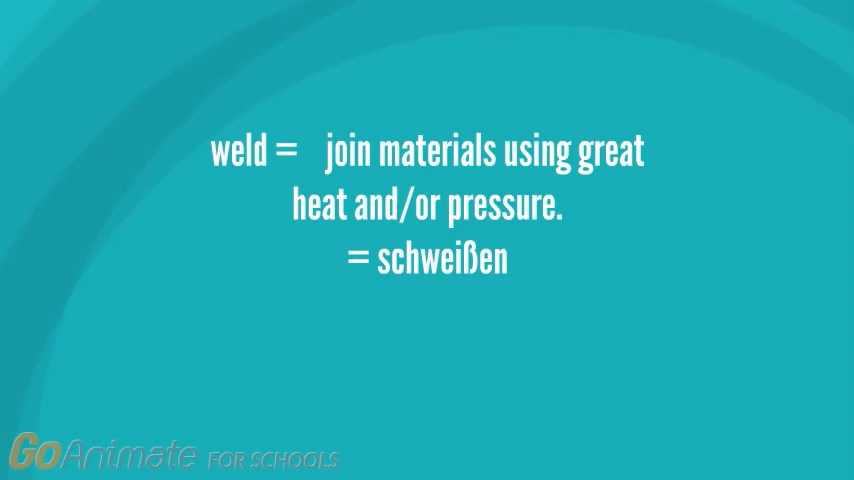 weld = join materials using great
heat and/or pressure.
= schweißen
GoAnimate FOR SCHOOLS